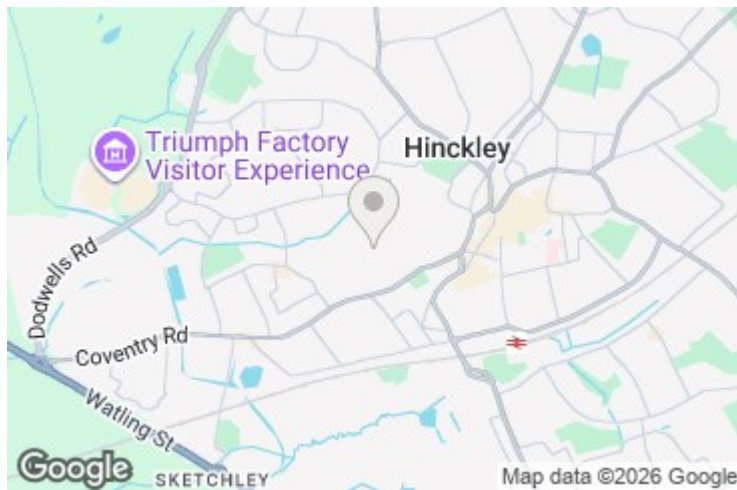 Hinckley
Triumph Factory
Visitor Experience
Dodwells Rd
Coventry Rd
Watling St
SKETCHLEY
Google
Map data ©2026 Google